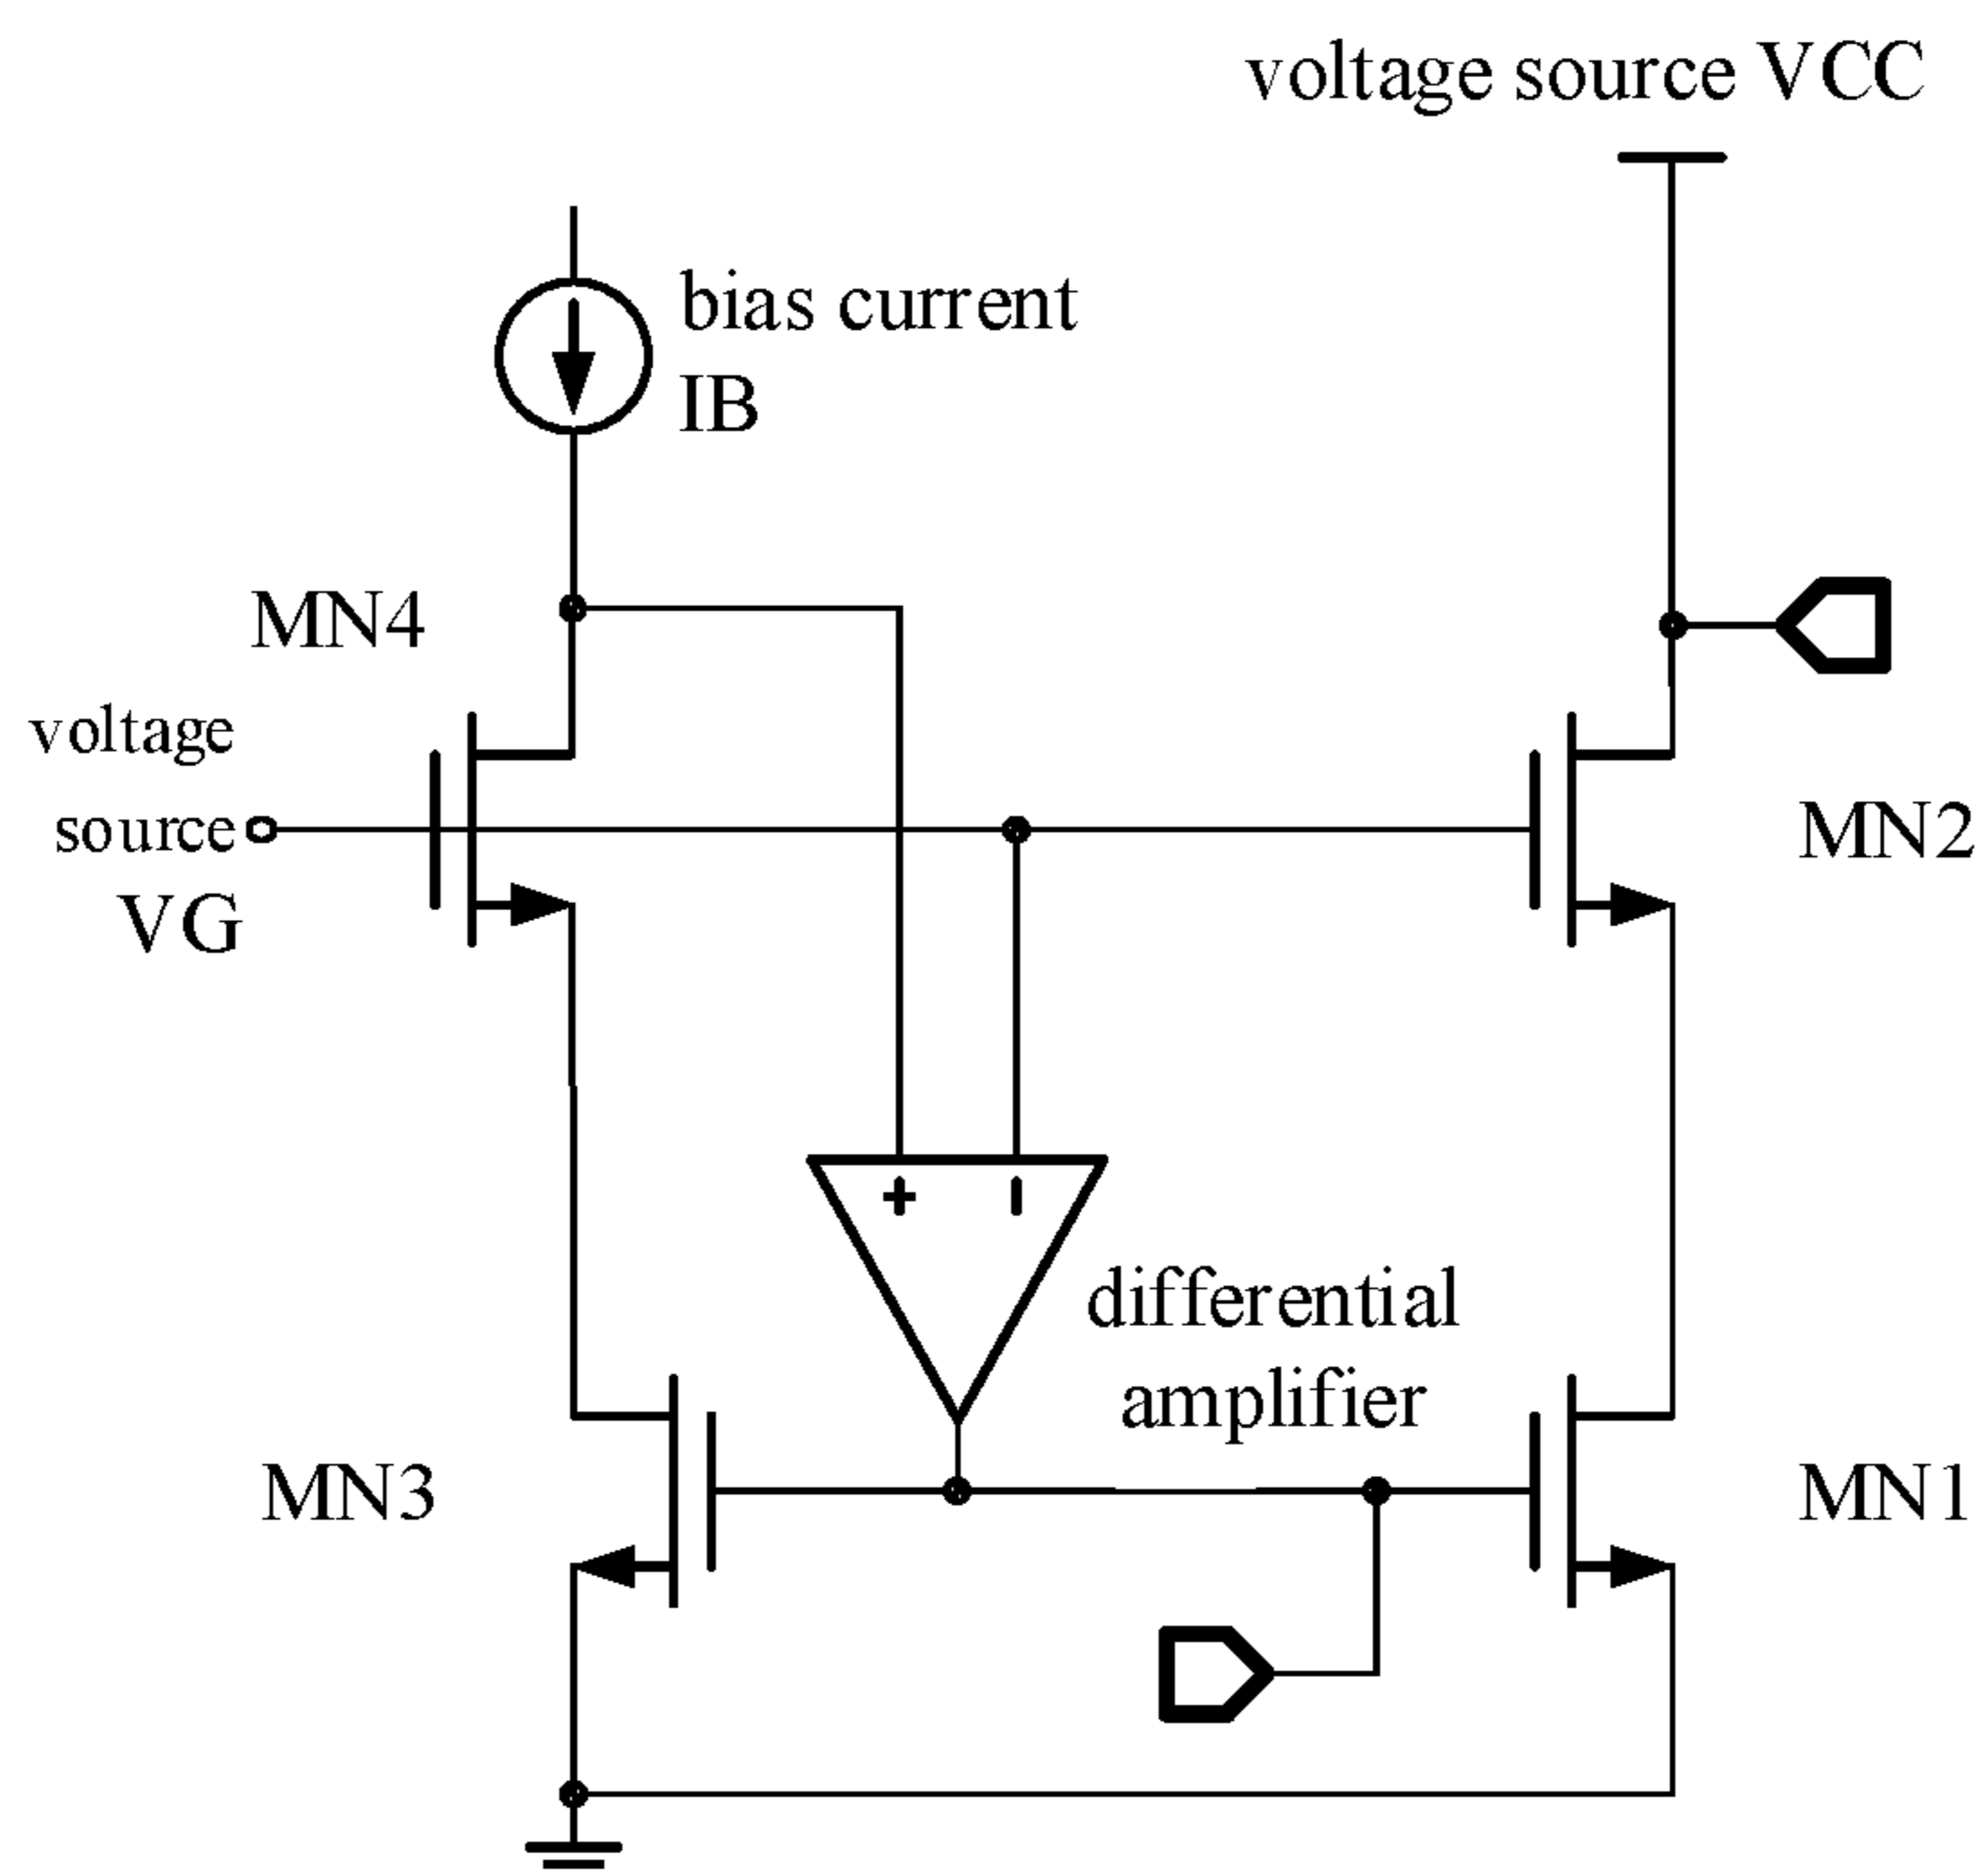 voltage source VCC
bias current
IB
MN4
voltage
source
VG
MN2
+ -
differential
amplifier
MN3
MN1